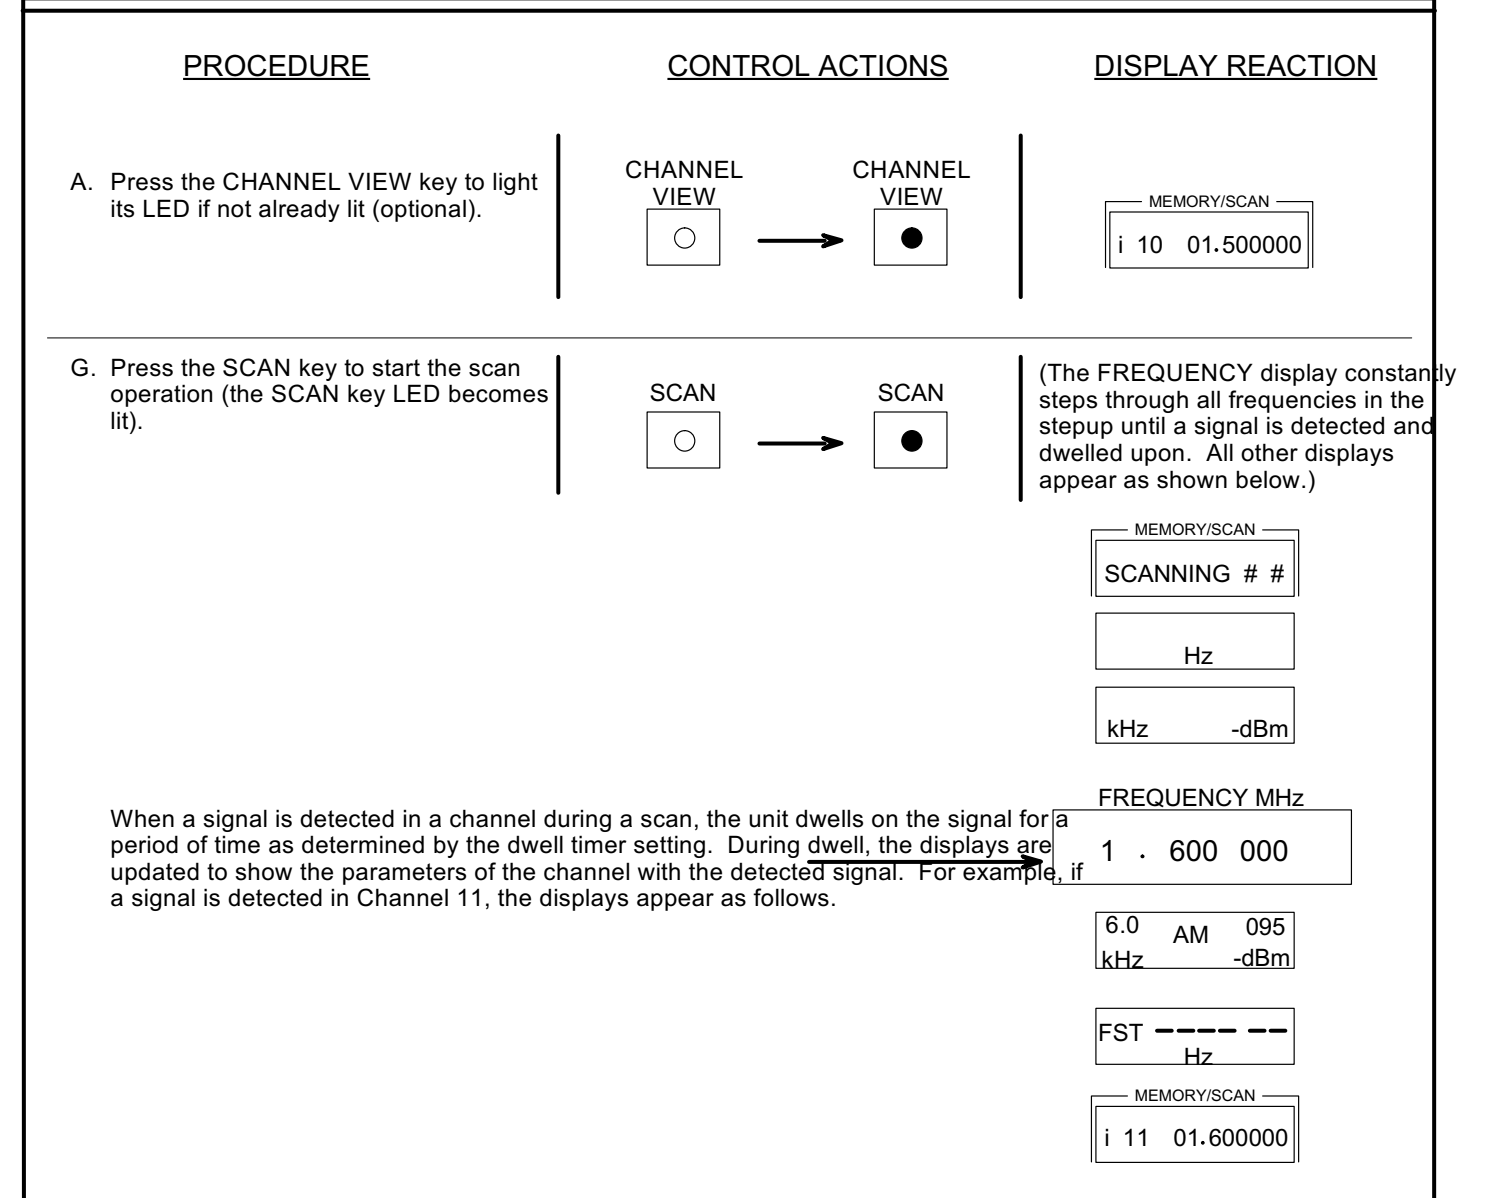 PROCEDURE
CONTROL ACTIONS
DISPLAY REACTION
A. Press the CHANNEL VIEW key to light
its LED if not already lit (optional).
CHANNEL
VIEW
CHANNEL
VIEW
MEMORY/SCAN
i 10 01.500000
G. Press the SCAN key to start the scan
operation (the SCAN key LED becomes
lit).
SCAN
SCAN
(The FREQUENCY display constantly
steps through all frequencies in the
stepup until a signal is detected and
dwelled upon. All other displays
appear as shown below.)
MEMORY/SCAN
SCANNING # #
Hz
kHz -dBm
When a signal is detected in a channel during a scan, the unit dwells on the signal for a
period of time as determined by the dwell timer setting. During dwell, the displays are
updated to show the parameters of the channel with the detected signal. For example, if
a signal is detected in Channel 11, the displays appear as follows.
FREQUENCY MHz
1 . 600 000
6.0 AM 095
kHz -dBm
FST ---- --
Hz
MEMORY/SCAN
i 11 01.600000